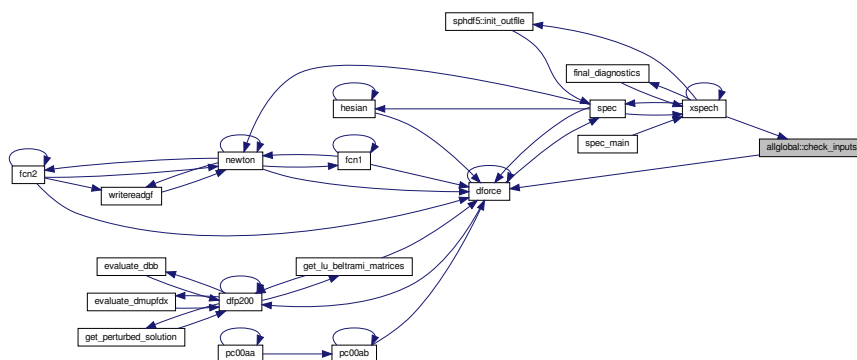 sphdf5::init_outfile
final_diagnostics
hesian
spec
xspech
spec_main
allglobal::check_inputs
newton
fcn1
fcn2
writereadgf
dforce
evaluate_dbb
get_lu_beltrami_matrices
evaluate_dmupfdx
dfp200
get_perturbed_solution
pc00aa
pc00ab